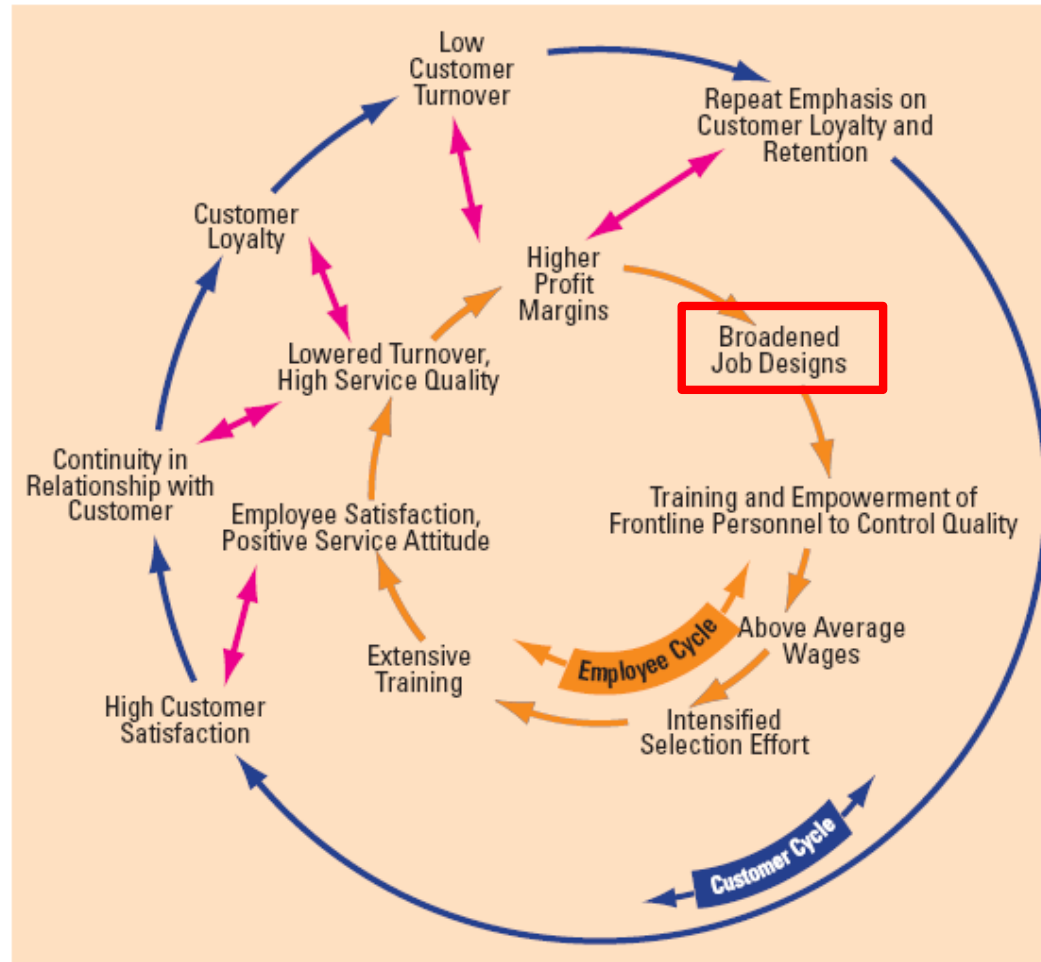 Low
Customer
Turnover
Repeat Emphasis on
Customer Loyalty and
Retention
Customer
Loyalty
Higher
Profit
Margins
Broadened
Job Designs
Lowered Turnover,
High Service Quality
Continuity in
Relationship with
Customer
Employee Satisfaction,
Positive Service Attitude
Training and Empowerment of
Frontline Personnel to Control Quality
Employee Cycle
Above Average
Wages
Extensive
Training
High Customer
Satisfaction
Intensified
Selection Effort
Customer Cycle